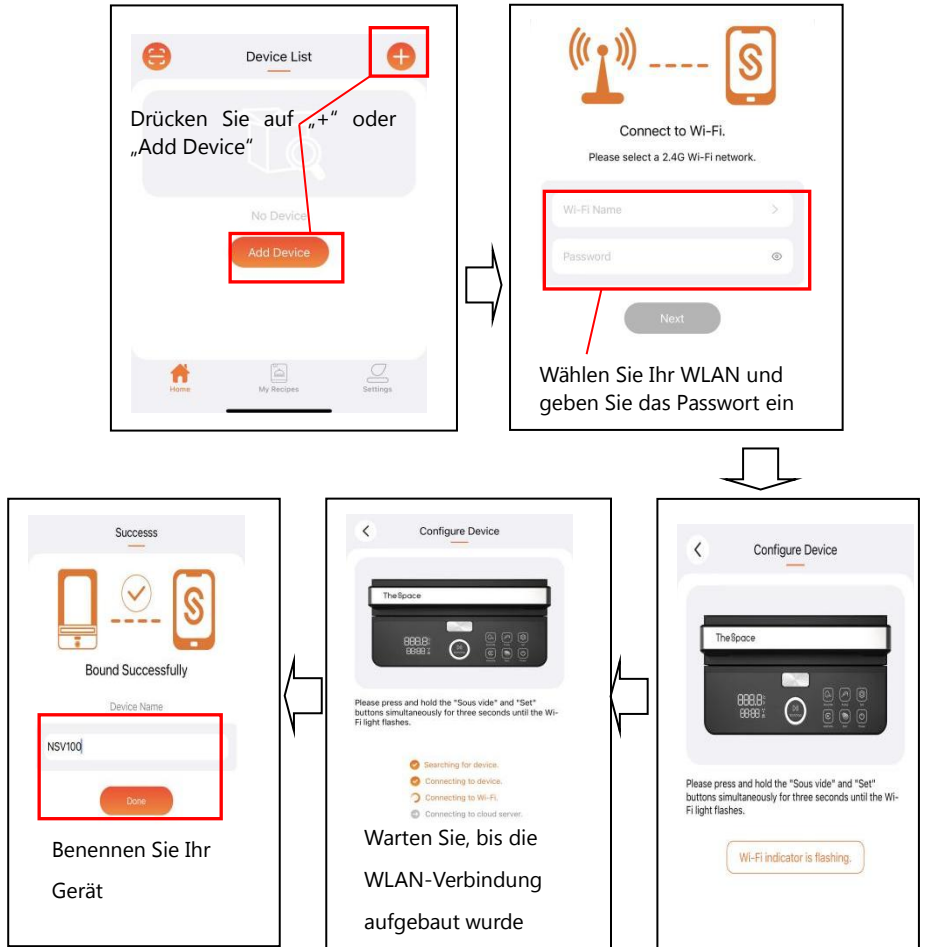 Device List
Drücken Sie auf „+“ oder
„Add Device“
No Device
Add Device
Home
My Recipes
Settings
Connect to Wi-Fi.
Please select a 2.4G Wi-Fi network.
Wi-Fi Name
Password
Next
Wählen Sie Ihr WLAN und
geben Sie das Passwort ein
Configure Device
TheSpace
Please press and hold the "Sous vide" and "Set"
buttons simultaneously for three seconds until the Wi-
Fi light flashes.
Wi-Fi indicator is flashing.
Configure Device
TheSpace
Please press and hold the "Sous vide" and "Set"
buttons simultaneously for three seconds until the Wi-
Fi light flashes.
Searching for device.
Connecting to device.
Connecting to Wi-Fi.
Connecting to cloud server.
Warten Sie, bis die
WLAN-Verbindung
aufgebaut wurde
Successs
Bound Successfully
Device Name
NSV100
Done
Benennen Sie Ihr
Gerät